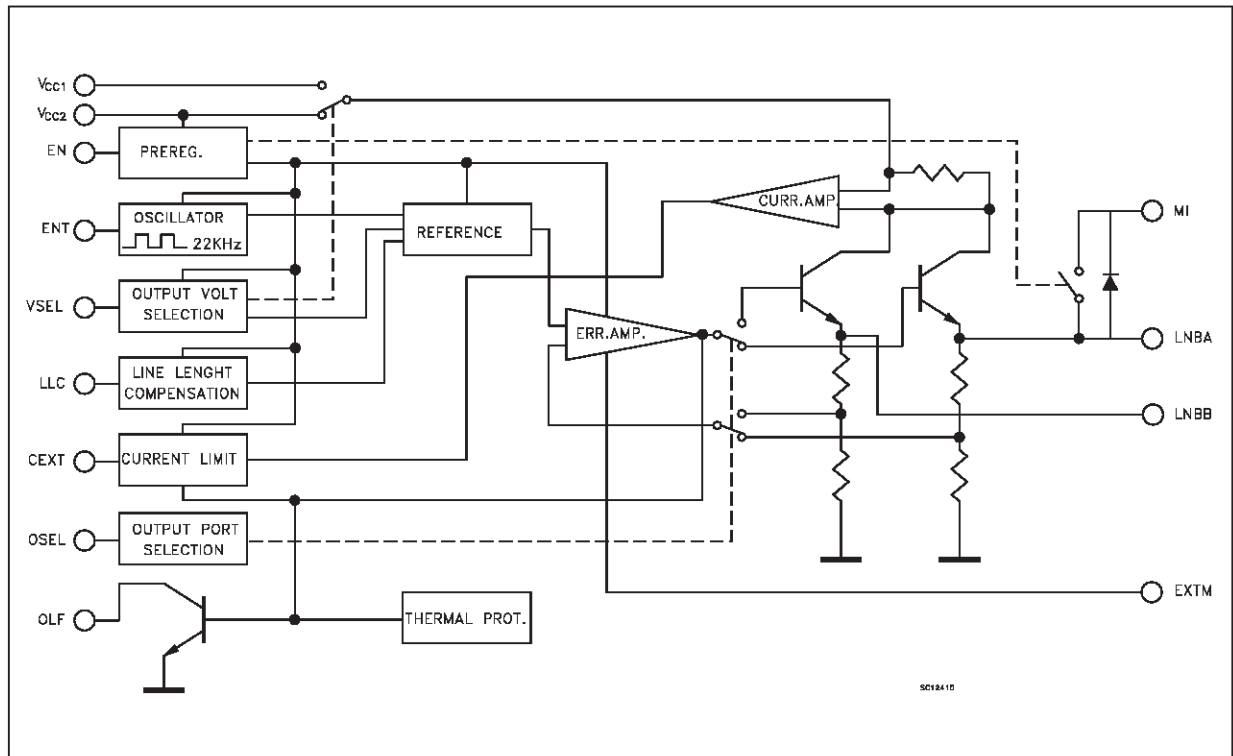 VCC1
VCC2
EN
PREREG.
ENT
OSCILLATOR
22KHz
REFERENCE
CURR.AMP.
MI
VSEL
OUTPUT VOLT
SELECTION
ERR.AMP.
LNBA
LLC
LINE LENGHT
COMPENSATION
LNBB
CEXT
CURRENT LIMIT
OSEL
OUTPUT PORT
SELECTION
EXTM
OLF
THERMAL PROT.
SC12410